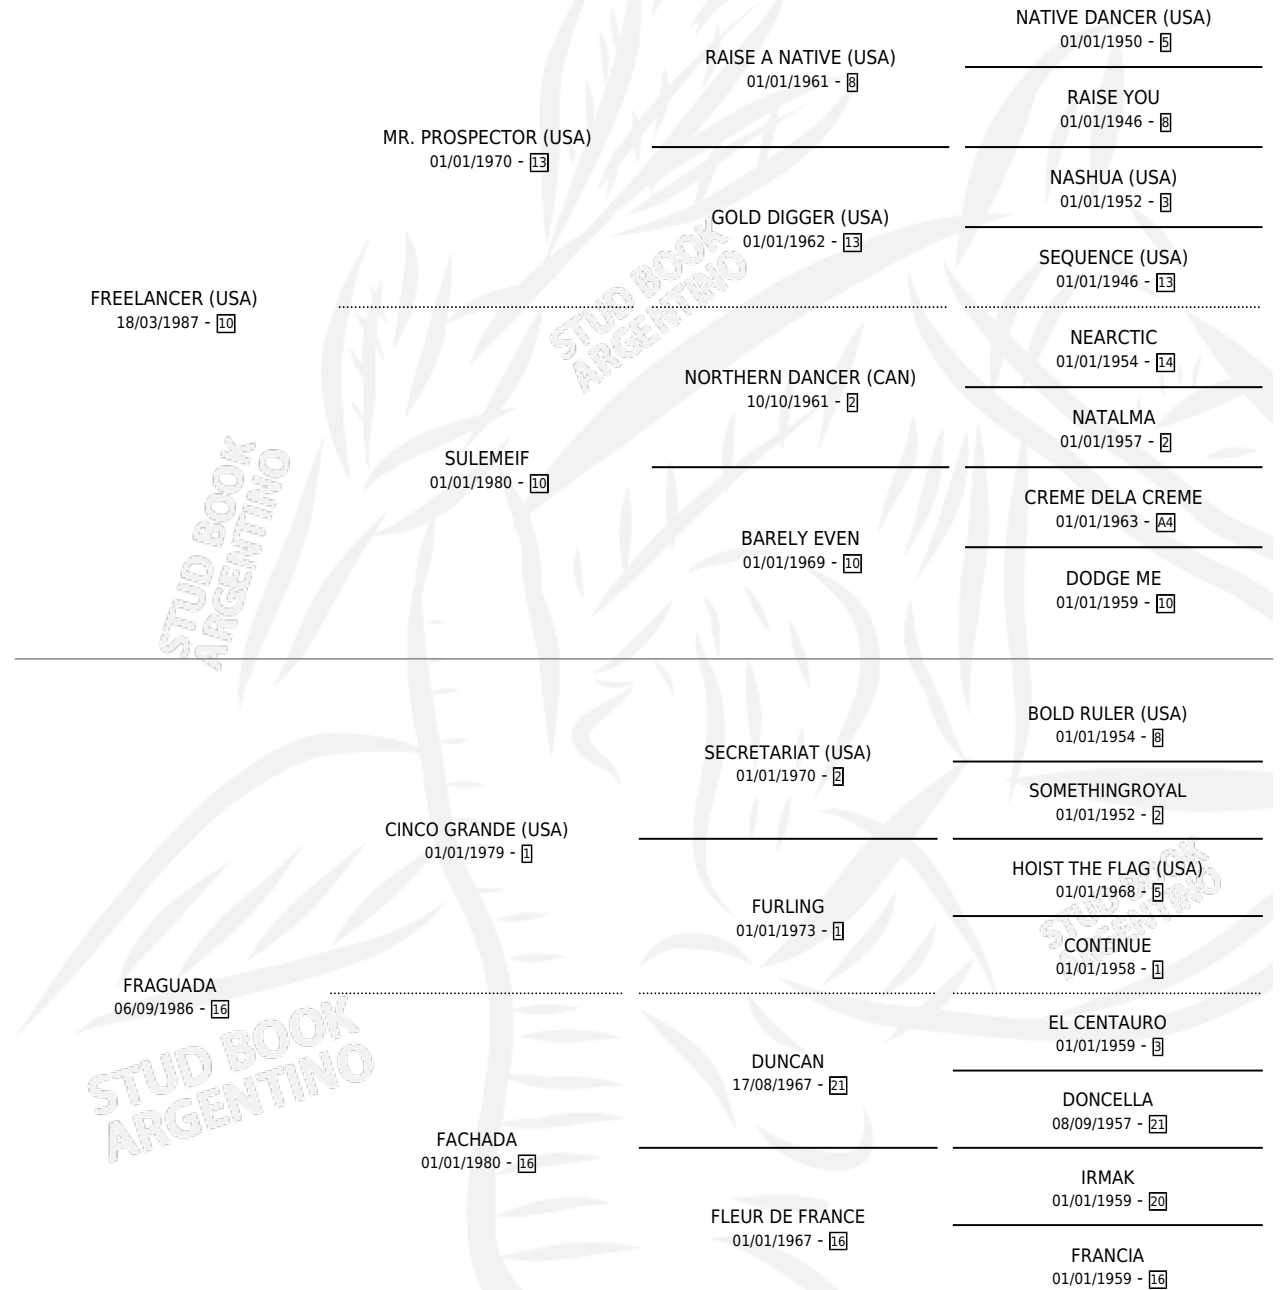 NATIVE DANCER (USA)
01/01/1950 - 5
RAISE A NATIVE (USA)
01/01/1961 - 8
RAISE YOU
01/01/1946 - 8
MR. PROSPECTOR (USA)
01/01/1970 - 13
NASHUA (USA)
01/01/1952 - 3
GOLD DIGGER (USA)
01/01/1962 - 13
SEQUENCE (USA)
01/01/1946 - 13
FREELANCER (USA)
18/03/1987 - 10
NEARCTIC
01/01/1954 - 14
NORTHERN DANCER (CAN)
10/10/1961 - 2
NATALMA
01/01/1957 - 2
SULEMEIF
01/01/1980 - 10
CREME DELA CREME
01/01/1963 - A4
BARELY EVEN
01/01/1969 - 10
DODGE ME
01/01/1959 - 10
BOLD RULER (USA)
01/01/1954 - 8
SECRETARIAT (USA)
01/01/1970 - 2
SOMETHINGROYAL
01/01/1952 - 2
CINCO GRANDE (USA)
01/01/1979 - 1
HOIST THE FLAG (USA)
01/01/1968 - 5
FURLING
01/01/1973 - 1
CONTINUE
01/01/1958 - 1
FRAGUADA
06/09/1986 - 16
EL CENTAURO
01/01/1959 - 3
DUNCAN
17/08/1967 - 21
DONCELLA
08/09/1957 - 21
FACHADA
01/01/1980 - 16
IRMAK
01/01/1959 - 20
FLEUR DE FRANCE
01/01/1967 - 16
FRANCIA
01/01/1959 - 16
STUD BOOK
ARGENTINO
STUD BOOK
ARGENTINO
STUD BOOK
ARGENTINO
STUD BOOK
ARGENTINO